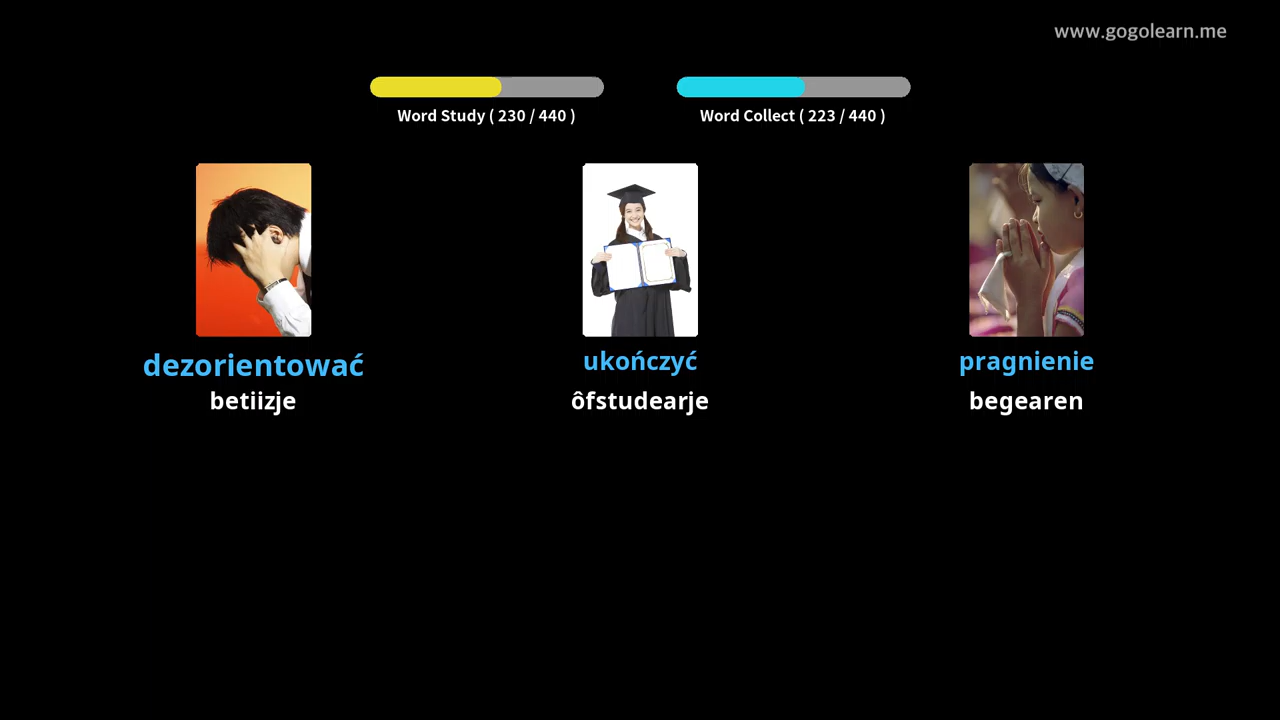 www.gogolearn.me
Word Study ( 230 / 440 )
Word Collect ( 223 / 440 )
dezorientować
betiizje
ukończyć
ôfstudearje
pragnienie
begearen